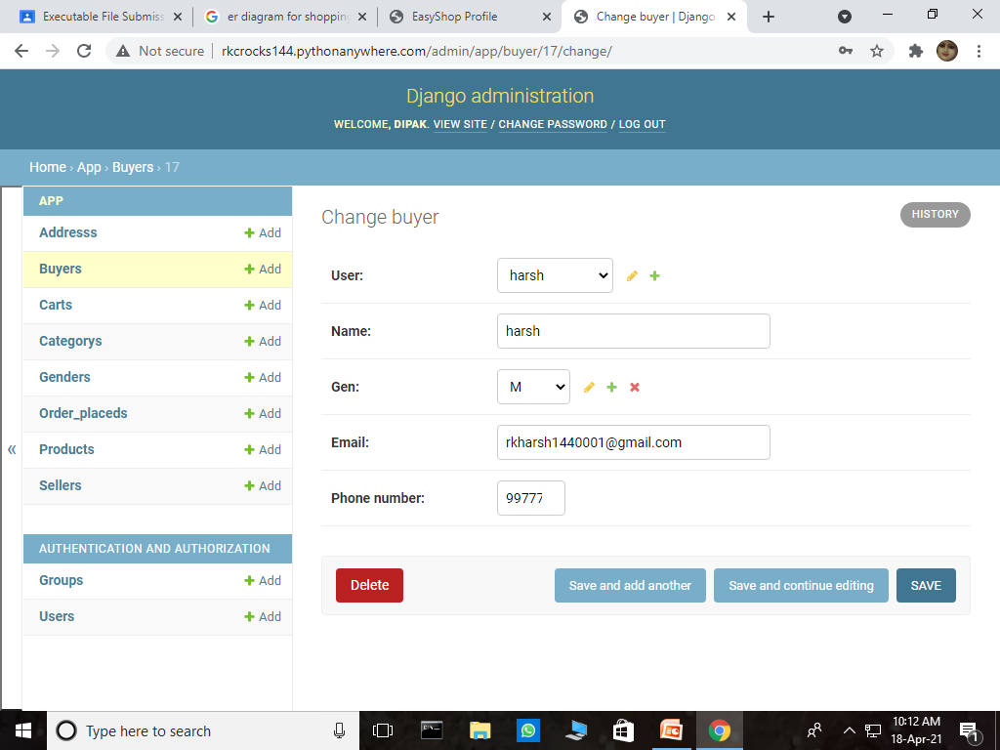 Executable File Submiss
er diagram for shopping
EasyShop Profile
Change buyer | Django
Not secure
rkcrocks144.pythonanywhere.com/admin/app/buyer/17/change/
Django administration
WELCOME, DIPAK. VIEW SITE / CHANGE PASSWORD / LOG OUT
Home › App › Buyers › 17
APP
Addresss + Add
Buyers + Add
Carts + Add
Categorys + Add
Genders + Add
Order_placeds + Add
Products + Add
Sellers + Add
AUTHENTICATION AND AUTHORIZATION
Groups + Add
Users + Add
«
Change buyer
HISTORY
User: harsh
Name: harsh
Gen: M
Email: rkharsh1440001@gmail.com
Phone number: 99777
Delete
Save and add another
Save and continue editing
SAVE
Type here to search
10:12 AM
18-Apr-21
1